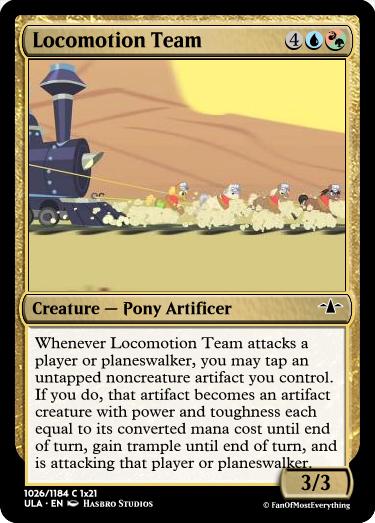 Locomotion Team 4
Creature — Pony Artificer
Whenever Locomotion Team attacks a
player or planeswalker, you may tap an
untapped noncreature artifact you control.
If you do, that artifact becomes an artifact
creature with power and toughness each
equal to its converted mana cost until end
of turn, gain trample until end of turn, and
is attacking that player or planeswalker.
3/3
1026/1184 C 1x21
ULA · EN Hasbro Studios
© FanOfMostEverything